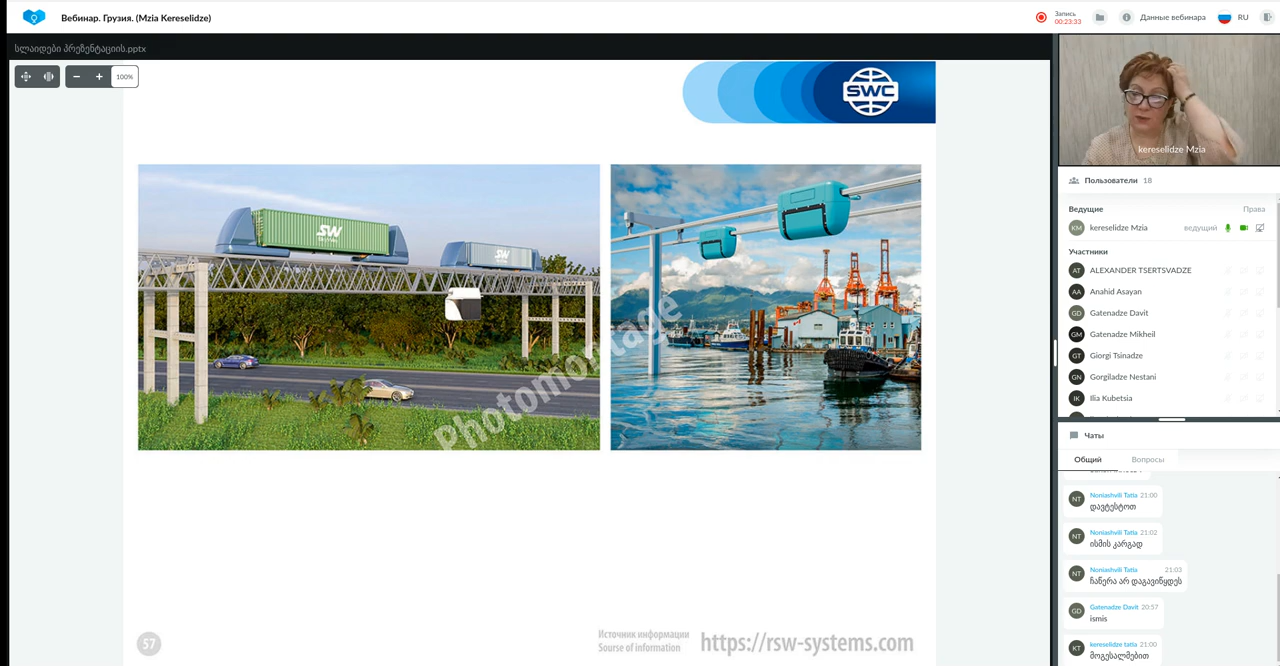 Вебинар. Грузия. (Mzia Kereselidze)
Запись
00:23:33
Данные вебинара
RU
სლაიდები პრეზენტაციის.pptx
100%
SWC
SW
SW
Photomontage
57
Источник информации
Sourse of information
https://rsw-systems.com
kereselidze Mzia
Пользователи 18
Ведущие
Права
KM
kereselidze Mzia
ведущий
Участники
AT
ALEXANDER TSERTSVADZE
AA
Anahid Asayan
GD
Gatenadze Davit
GM
Gatenadze Mikheil
GT
Giorgi Tsinadze
GN
Gorgiladze Nestani
IK
Ilia Kubetsia
Чаты
Общий
Вопросы
NT
Noniashvili Tatia 21:00
დავტესტოთ
NT
Noniashvili Tatia 21:02
ისმის კარგად
NT
Noniashvili Tatia 21:03
ჩაწერა არ დაგავიწყდეს
GD
Gatenadze Davit 20:57
ismis
KT
kereselidze tatia 21:00
მოგესალმებით